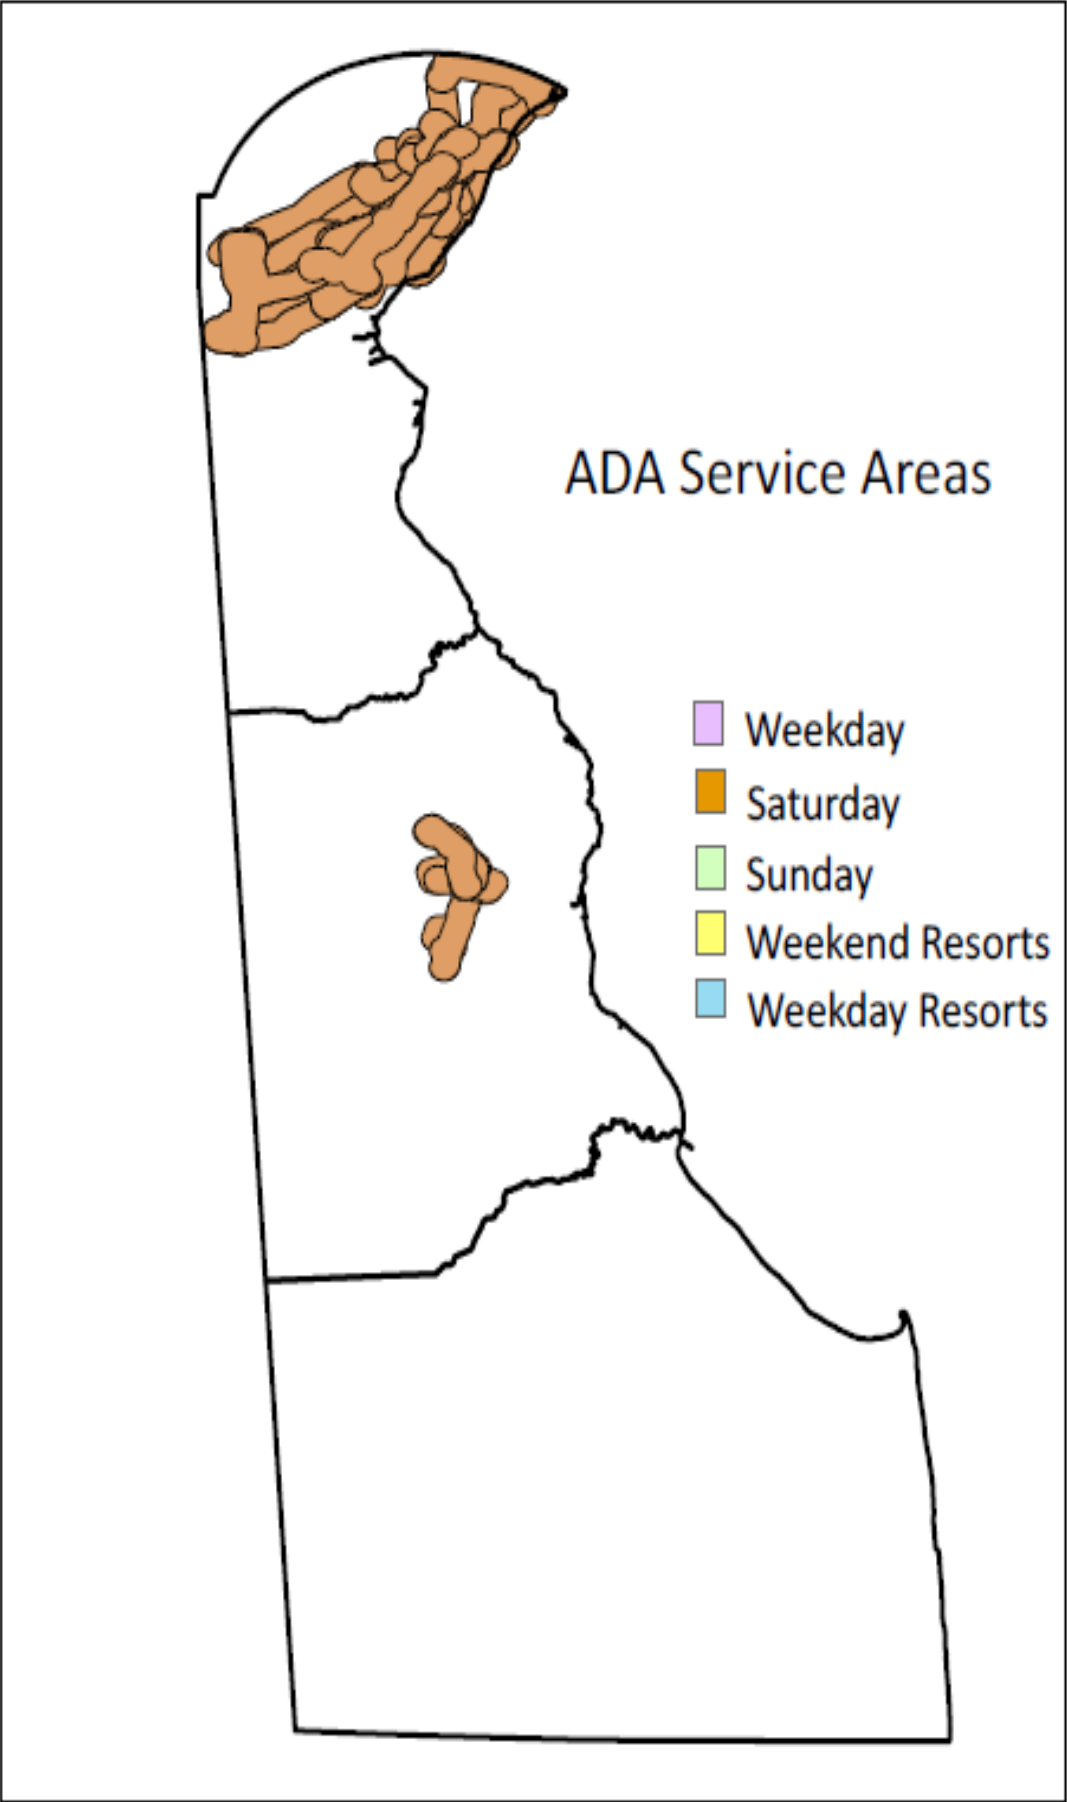 ADA Service Areas
Weekday
Saturday
Sunday
Weekend Resorts
Weekday Resorts